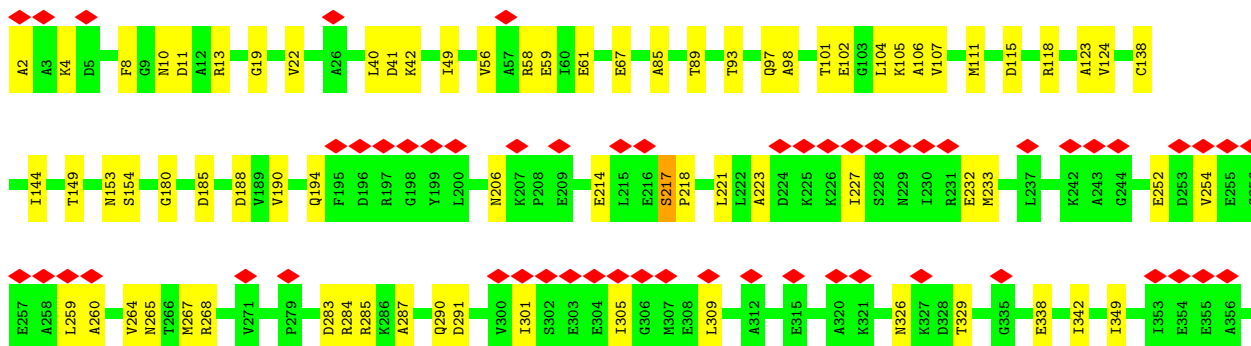 A2 A3 K4 D5 F8 G9 N10 D11 A12 R13 G19 V22 A26 L40 D41 K42 I49 V56 A57 R58 E59 I60 E61 E67 A85 T89 T93 Q97 A98 T101 E102 G103 L104 K105 A106 V107 M111 D115 R118 A123 V124 C138
I144 T149 N153 S154 G180 D185 D188 V189 V190 Q194 F195 D196 R197 G198 Y199 L200 N206 K207 P208 E209 E214 L215 E216 S217 P218 L221 L222 A223 D224 K225 K226 I227 S228 N229 I230 R231 E232 M233 L237 K242 A243 G244 E252 D253 V254 E255
E257 A258 L259 A260 V264 N265 T266 M267 R268 V271 P279 D283 R284 R285 K286 A287 Q290 D291 V300 I301 S302 E303 E304 I305 G306 M307 E308 L309 A312 E315 A320 K321 N326 K327 D328 T329 G335 E338 I342 I349 I353 E354 E355 A356